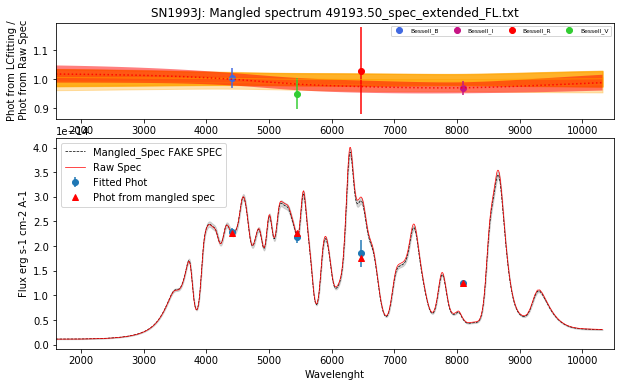 SN1993J: Mangled spectrum 49193.50_spec_extended_FL.txt
Phot from LCfitting /
Phot from Raw Spec
Bessell_B
Bessell_I
Bessell_R
Bessell_V
1.1
1.0
0.9
2000 3000 4000 5000 6000 7000 8000 9000 10000
1e−14
Flux erg s-1 cm-2 A-1
Mangled_Spec FAKE SPEC
Raw Spec
Fitted Phot
Phot from mangled spec
4.0
3.5
3.0
2.5
2.0
1.5
1.0
0.5
0.0
2000 3000 4000 5000 6000 7000 8000 9000 10000
Wavelenght